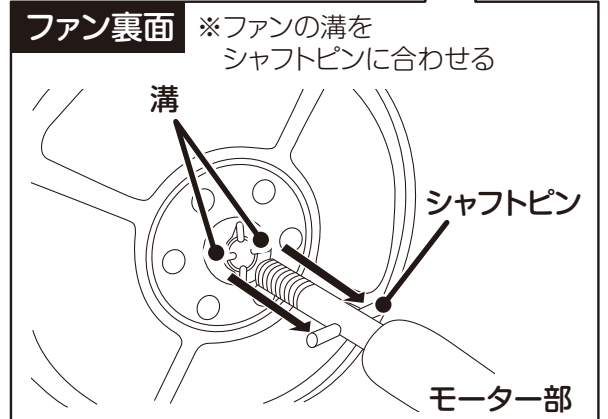 ファン裏面
※ファンの溝を
シャフトピンに合わせる
溝
シャフトピン
モーター部